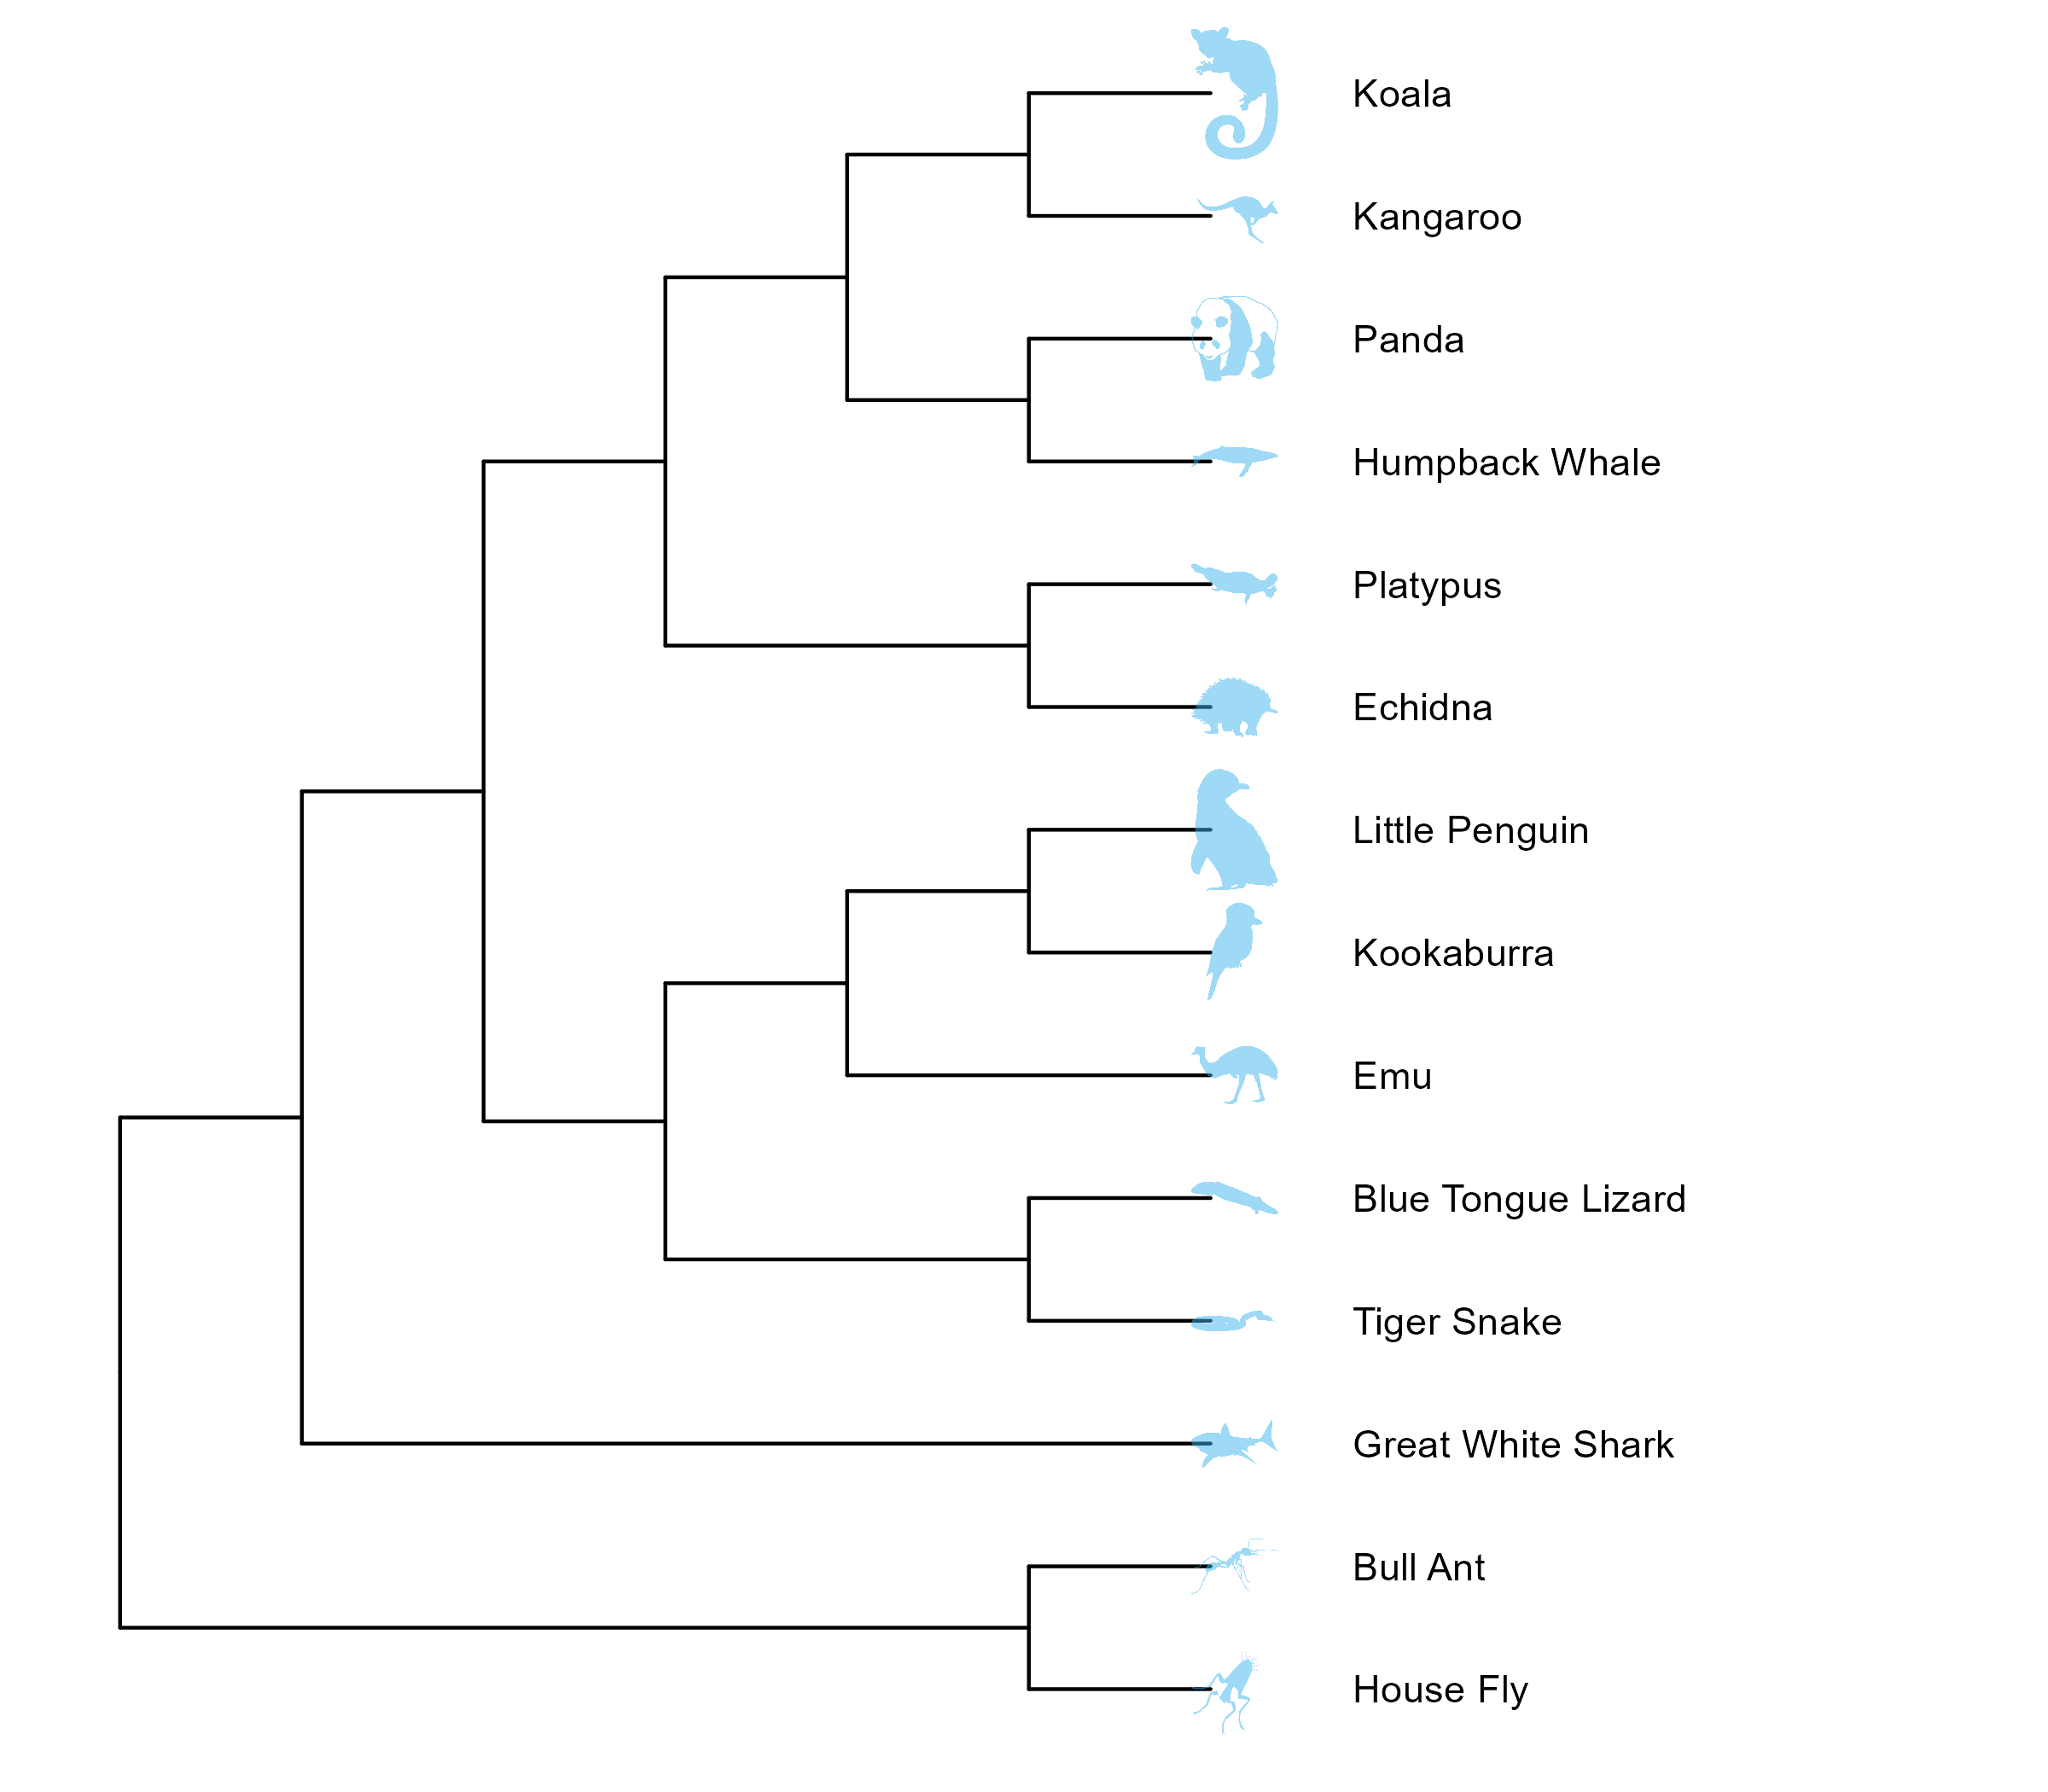 Koala
Kangaroo
Panda
Humpback Whale
Platypus
Echidna
Little Penguin
Kookaburra
Emu
Blue Tongue Lizard
Tiger Snake
Great White Shark
Bull Ant
House Fly